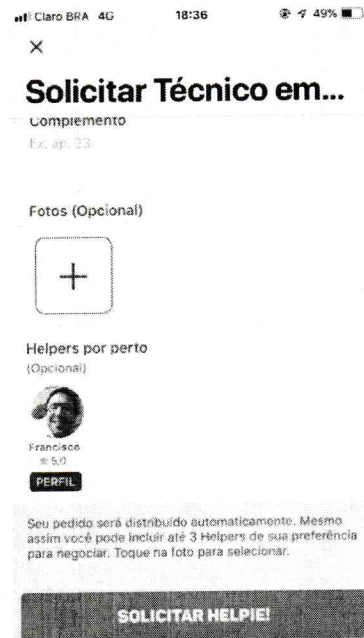 Claro BRA 4G 18:36 49%
Solicitar Técnico em...
Complemento
Ex: ap. 23
Fotos (Opcional)
Helpers por perto
(Opcional)
Francisco
★ 5,0
PERFIL
Seu pedido será distribuído automaticamente. Mesmo
assim você pode incluir até 3 Helpers de sua preferência
para negociar. Toque na foto para selecionar.
SOLICITAR HELPIE!